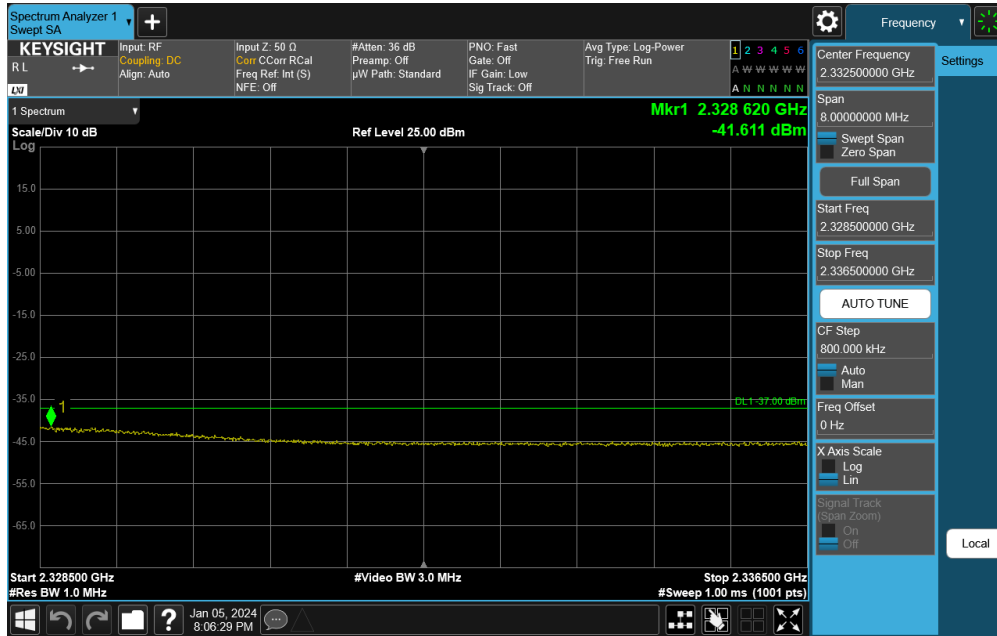 Spectrum Analyzer 1
Swept SA
Frequency
KEYSIGHT
R L
LXI
Input: RF
Coupling: DC
Align: Auto
Input Z: 50 Ω
Corr CCorr RCal
Freq Ref: Int (S)
NFE: Off
#Atten: 36 dB
Preamp: Off
µW Path: Standard
PNO: Fast
Gate: Off
IF Gain: Low
Sig Track: Off
Avg Type: Log-Power
Trig: Free Run
1 2 3 4 5 6
A W W W W W
A N N N N N
1 Spectrum
Mkr1 2.328 620 GHz
-41.611 dBm
Scale/Div 10 dB
Ref Level 25.00 dBm
Log
15.0
5.00
-5.00
-15.0
-25.0
-35.0
1
DL1 -37.00 dBm
-45.0
-55.0
-65.0
Start 2.328500 GHz
#Video BW 3.0 MHz
Stop 2.336500 GHz
#Res BW 1.0 MHz
#Sweep 1.00 ms (1001 pts)
Center Frequency
2.332500000 GHz
Span
8.00000000 MHz
Swept Span
Zero Span
Full Span
Start Freq
2.328500000 GHz
Stop Freq
2.336500000 GHz
AUTO TUNE
CF Step
800.000 kHz
Auto
Man
Freq Offset
0 Hz
X Axis Scale
Log
Lin
Signal Track
(Span Zoom)
On
Off
Settings
Local
?
Jan 05, 2024
8:06:29 PM